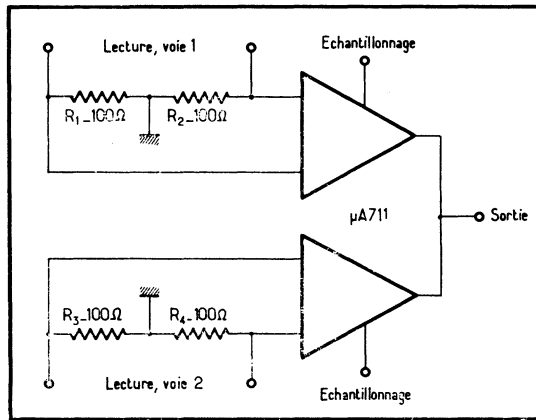 Lecture, voie 1
Echantillonnage
R1_100Ω
R2_100Ω
µA711
Sortie
R3_100Ω
R4_100Ω
Lecture, voie 2
Echantillonnage